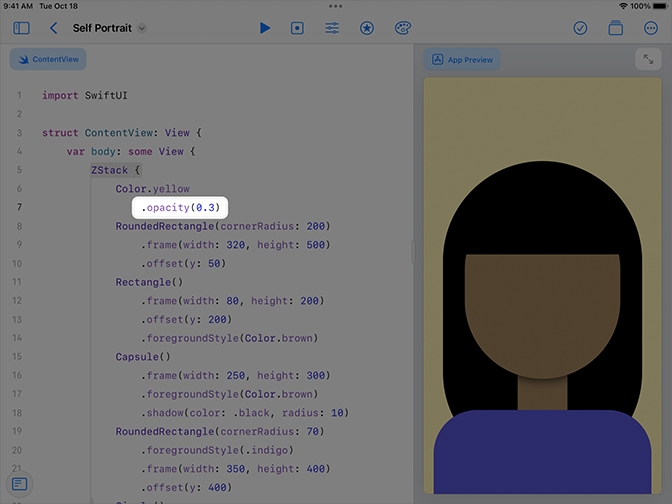 9:41 AM Tue Oct 18
100%
Self Portrait
ContentView
App Preview
1 import SwiftUI
2
3 struct ContentView: View {
4 var body: some View {
5 ZStack {
6 Color.yellow
7 .opacity(0.3)
8 RoundedRectangle(cornerRadius: 200)
9 .frame(width: 320, height: 500)
10 .offset(y: 50)
11 Rectangle()
12 .frame(width: 80, height: 200)
13 .offset(y: 200)
14 .foregroundStyle(Color.brown)
15 Capsule()
16 .frame(width: 250, height: 300)
17 .foregroundStyle(Color.brown)
18 .shadow(color: .black, radius: 10)
19 RoundedRectangle(cornerRadius: 70)
20 .foregroundStyle(.indigo)
21 .frame(width: 350, height: 400)
.offset(y: 400)